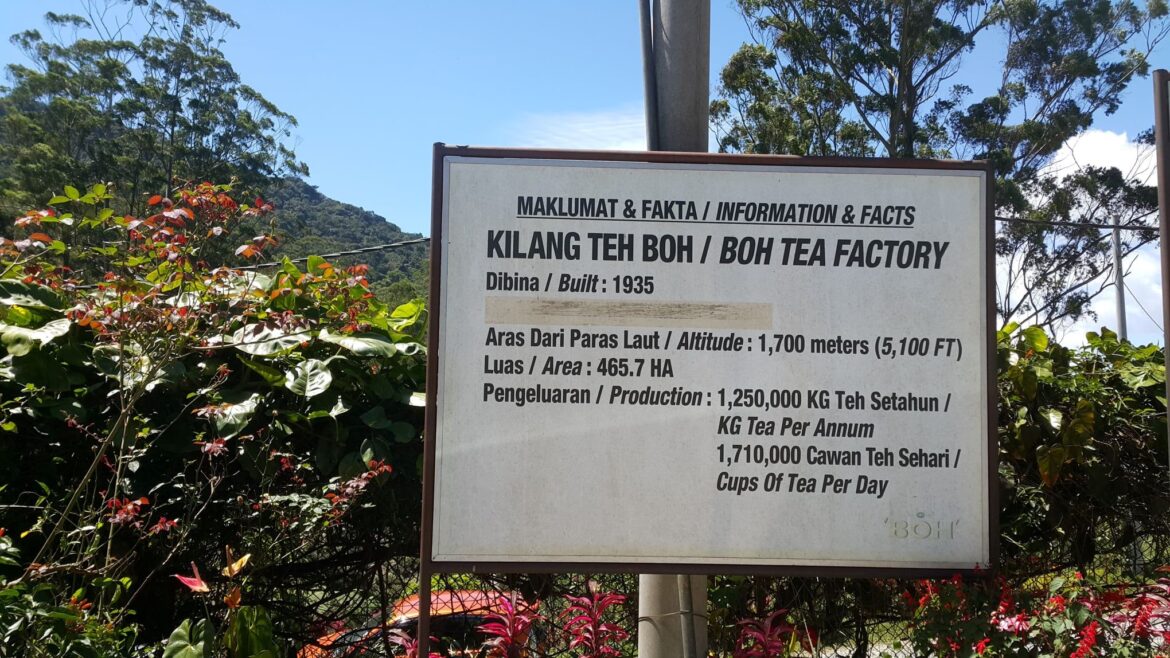 MAKLUMAT & FAKTA / INFORMATION & FACTS
KILANG TEH BOH / BOH TEA FACTORY
Dibina / Built : 1935
Aras Dari Paras Laut / Altitude : 1,700 meters (5,100 FT)
Luas / Area : 465.7 HA
Pengeluaran / Production : 1,250,000 KG Teh Setahun /
KG Tea Per Annum
1,710,000 Cawan Teh Sehari /
Cups Of Tea Per Day
'BOH'